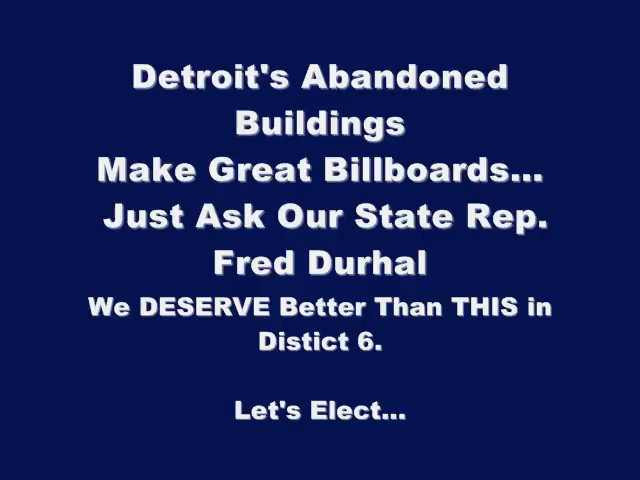 Detroit's Abandoned
Buildings
Make Great Billboards...
Just Ask Our State Rep.
Fred Durhal
We DESERVE Better Than THIS in
Distict 6.
Let's Elect...